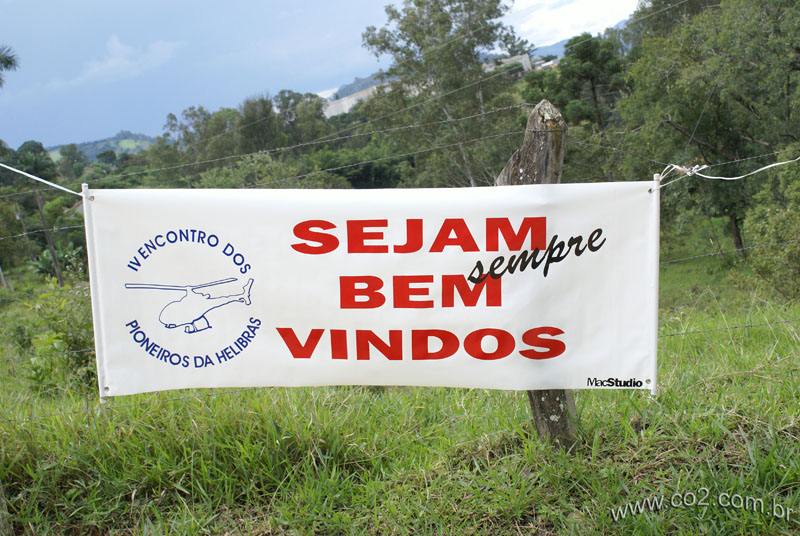 IV ENCONTRO DOS
PIONEIROS DA HELIBRAS
SEJAM
sempre
BEM
VINDOS
MacStudio
www.co2.com.br